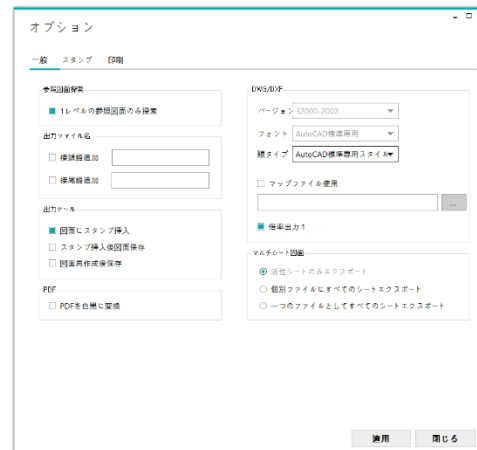 オプション
一般 スタンプ 印刷
参照図面探索
1レベルの参照図面のみ探索
出力ファイル名
接頭語追加
接尾語追加
出力ツール
図面にスタンプ挿入
スタンプ挿入後図面保存
図面再作成後保存
PDF
PDFを白黒に変換
DWG/DXF
バージョン R2000-2002
フォント AutoCAD標準専用
線タイプ AutoCAD標準専用スタイル
マップファイル使用
...
倍率出力1
マルチシート図面
活性シートのみエクスポート
個別ファイルにすべてのシートエクスポート
一つのファイルとしてすべてのシートエクスポート
適用 閉じる